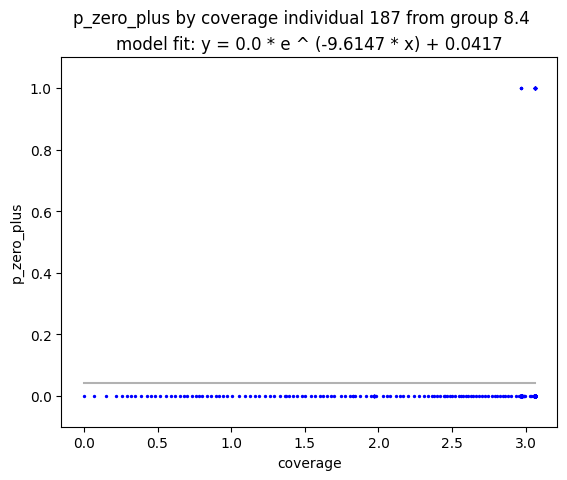 p_zero_plus by coverage individual 187 from group 8.4
model fit: y = 0.0 * e ^ (-9.6147 * x) + 0.0417
1.0
0.8
0.6
0.4
0.2
0.0
p_zero_plus
0.0 0.5 1.0 1.5 2.0 2.5 3.0
coverage